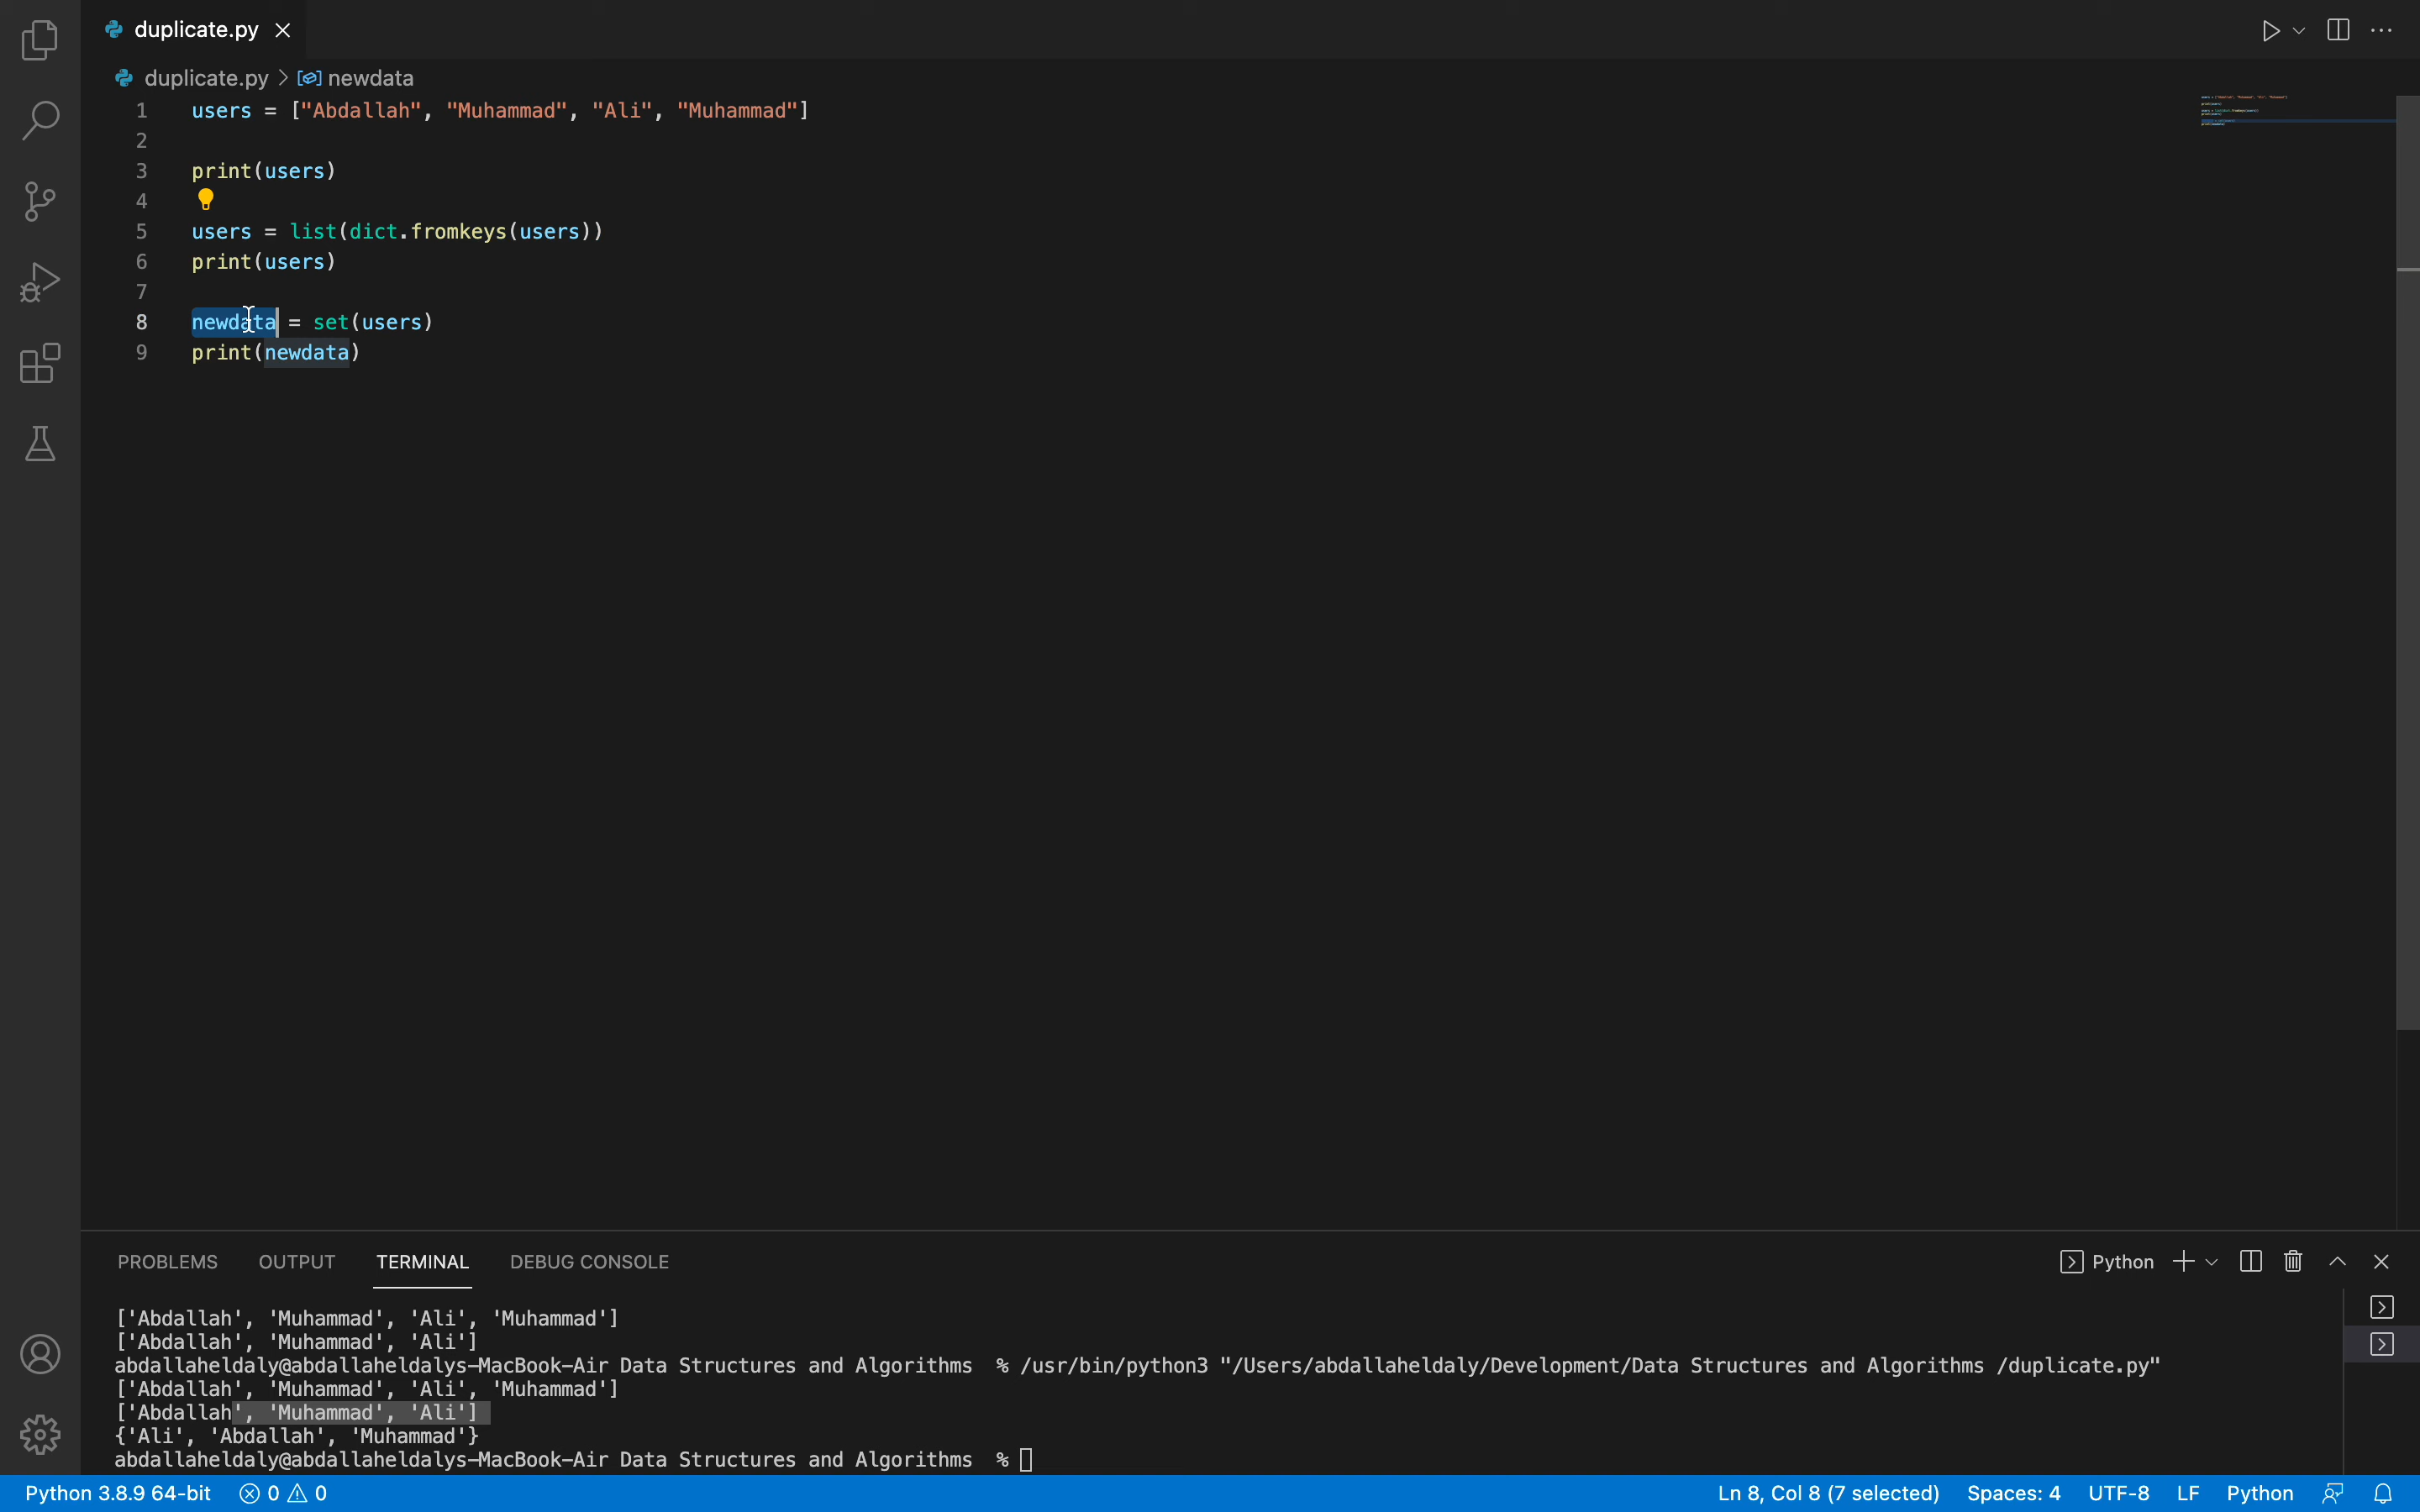 duplicate.py
duplicate.py > newdata
1 users = ["Abdallah", "Muhammad", "Ali", "Muhammad"]
2
3 print(users)
4
5 users = list(dict.fromkeys(users))
6 print(users)
7
8 newdata = set(users)
9 print(newdata)
PROBLEMS OUTPUT TERMINAL DEBUG CONSOLE Python
['Abdallah', 'Muhammad', 'Ali', 'Muhammad']
['Abdallah', 'Muhammad', 'Ali']
abdallaheldaly@abdallaheldalys-MacBook-Air Data Structures and Algorithms % /usr/bin/python3 "/Users/abdallaheldaly/Development/Data Structures and Algorithms /duplicate.py"
['Abdallah', 'Muhammad', 'Ali', 'Muhammad']
['Abdallah', 'Muhammad', 'Ali']
{'Ali', 'Abdallah', 'Muhammad'}
abdallaheldaly@abdallaheldalys-MacBook-Air Data Structures and Algorithms %
Python 3.8.9 64-bit 0 0 Ln 8, Col 8 (7 selected) Spaces: 4 UTF-8 LF Python